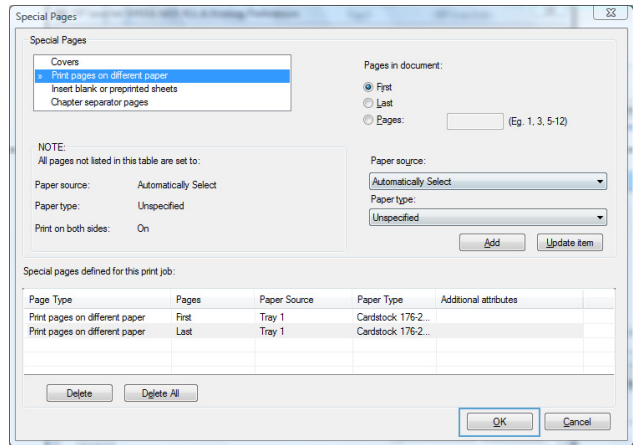 Special Pages
Special Pages
Covers
» Print pages on different paper
Insert blank or preprinted sheets
Chapter separator pages
Pages in document:
First
Last
Pages:
(Eg. 1, 3, 5-12)
NOTE:
All pages not listed in this table are set to:
Paper source: Automatically Select
Paper type: Unspecified
Print on both sides: On
Paper source:
Automatically Select
Paper type:
Unspecified
Add Update item
Special pages defined for this print job:
Page Type Pages Paper Source Paper Type Additional attributes
Print pages on different paper First Tray 1 Cardstock 176-2...
Print pages on different paper Last Tray 1 Cardstock 176-2...
Delete Delete All
OK Cancel